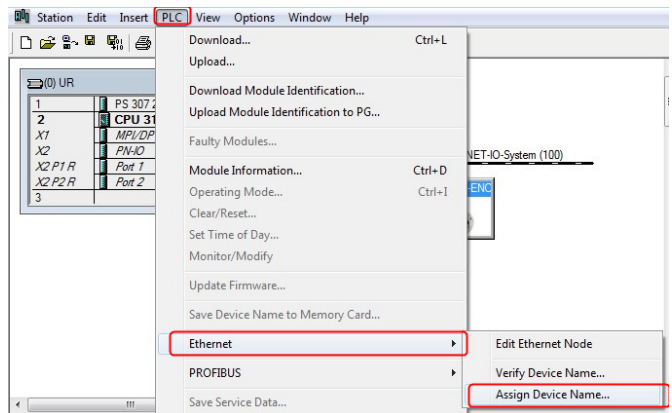 Station Edit Insert PLC View Options Window Help
(0) UR
1 PS 307 2
2 CPU 31
X1 MPI/DP
X2 PN-IO
X2 P1 R Port 1
X2 P2 R Port 2
3
Download... Ctrl+L
Upload...
Download Module Identification...
Upload Module Identification to PG...
Faulty Modules...
Module Information... Ctrl+D
Operating Mode... Ctrl+I
Clear/Reset...
Set Time of Day...
Monitor/Modify
Update Firmware...
Save Device Name to Memory Card...
Ethernet
PROFIBUS
Save Service Data...
NET-IO-System (100)
-ENC
Edit Ethernet Node
Verify Device Name...
Assign Device Name...